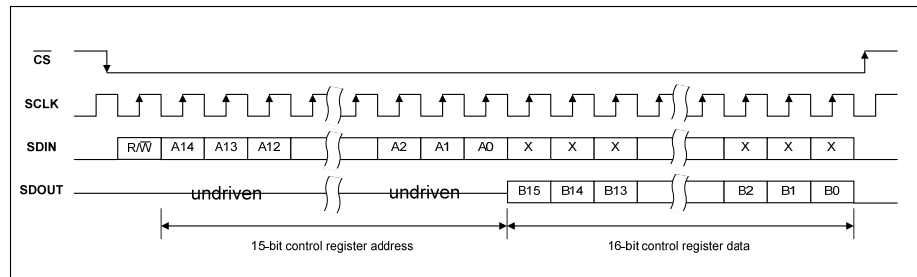 C̅S̅
SCLK
SDIN R/W̅ A14 A13 A12 A2 A1 A0 X X X X X X
SDOUT undriven undriven B15 B14 B13 B2 B1 B0
15-bit control register address 16-bit control register data